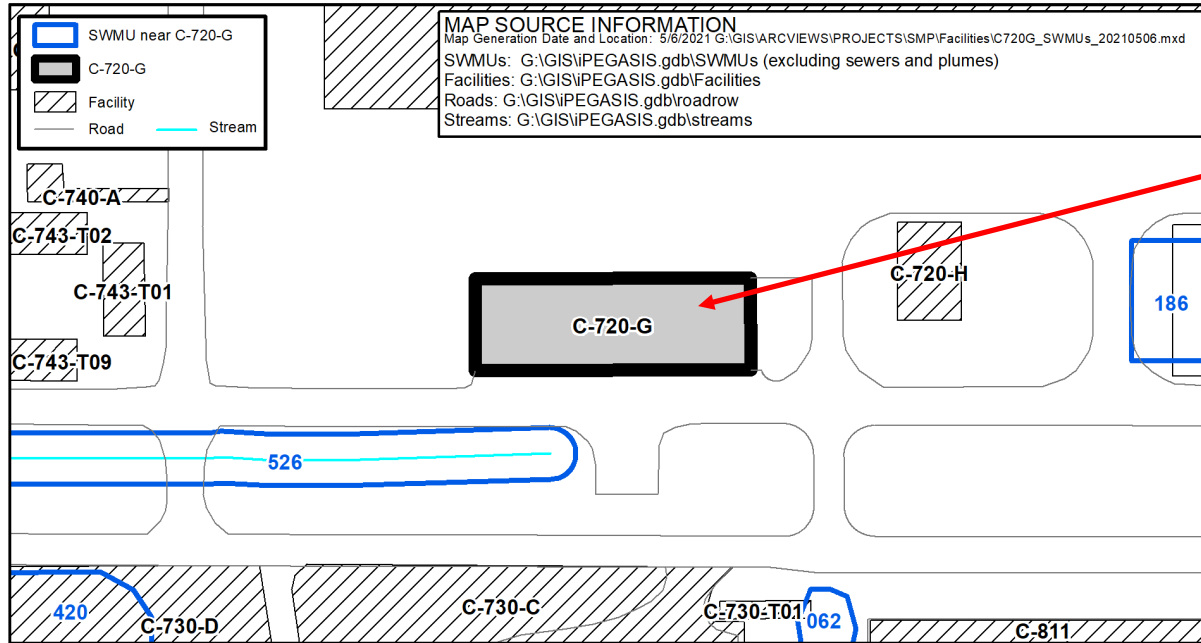 SWMU near C-720-G
C-720-G
Facility
Road
Stream
MAP SOURCE INFORMATION
Map Generation Date and Location: 5/6/2021 G:\GIS\ARCVIEWS\PROJECTS\SMP\Facilities\C720G_SWMUs_20210506.mxd
SWMUs: G:\GIS\iPEGASIS.gdb\SWMUs (excluding sewers and plumes)
Facilities: G:\GIS\iPEGASIS.gdb\Facilities
Roads: G:\GIS\iPEGASIS.gdb\roadrow
Streams: G:\GIS\iPEGASIS.gdb\streams
C-740-A
C-743-T02
C-743-T01
C-720-H
186
C-720-G
C-743-T09
526
420
C-730-D
C-730-C
C-730-T01
062
C-811